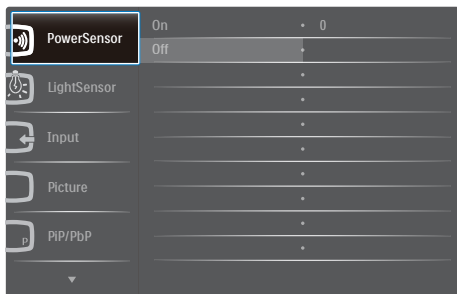 PowerSensor
On • 0
Off •
•
LightSensor
•
•
Input
•
•
Picture
•
•
P
PiP/PbP
•
▼